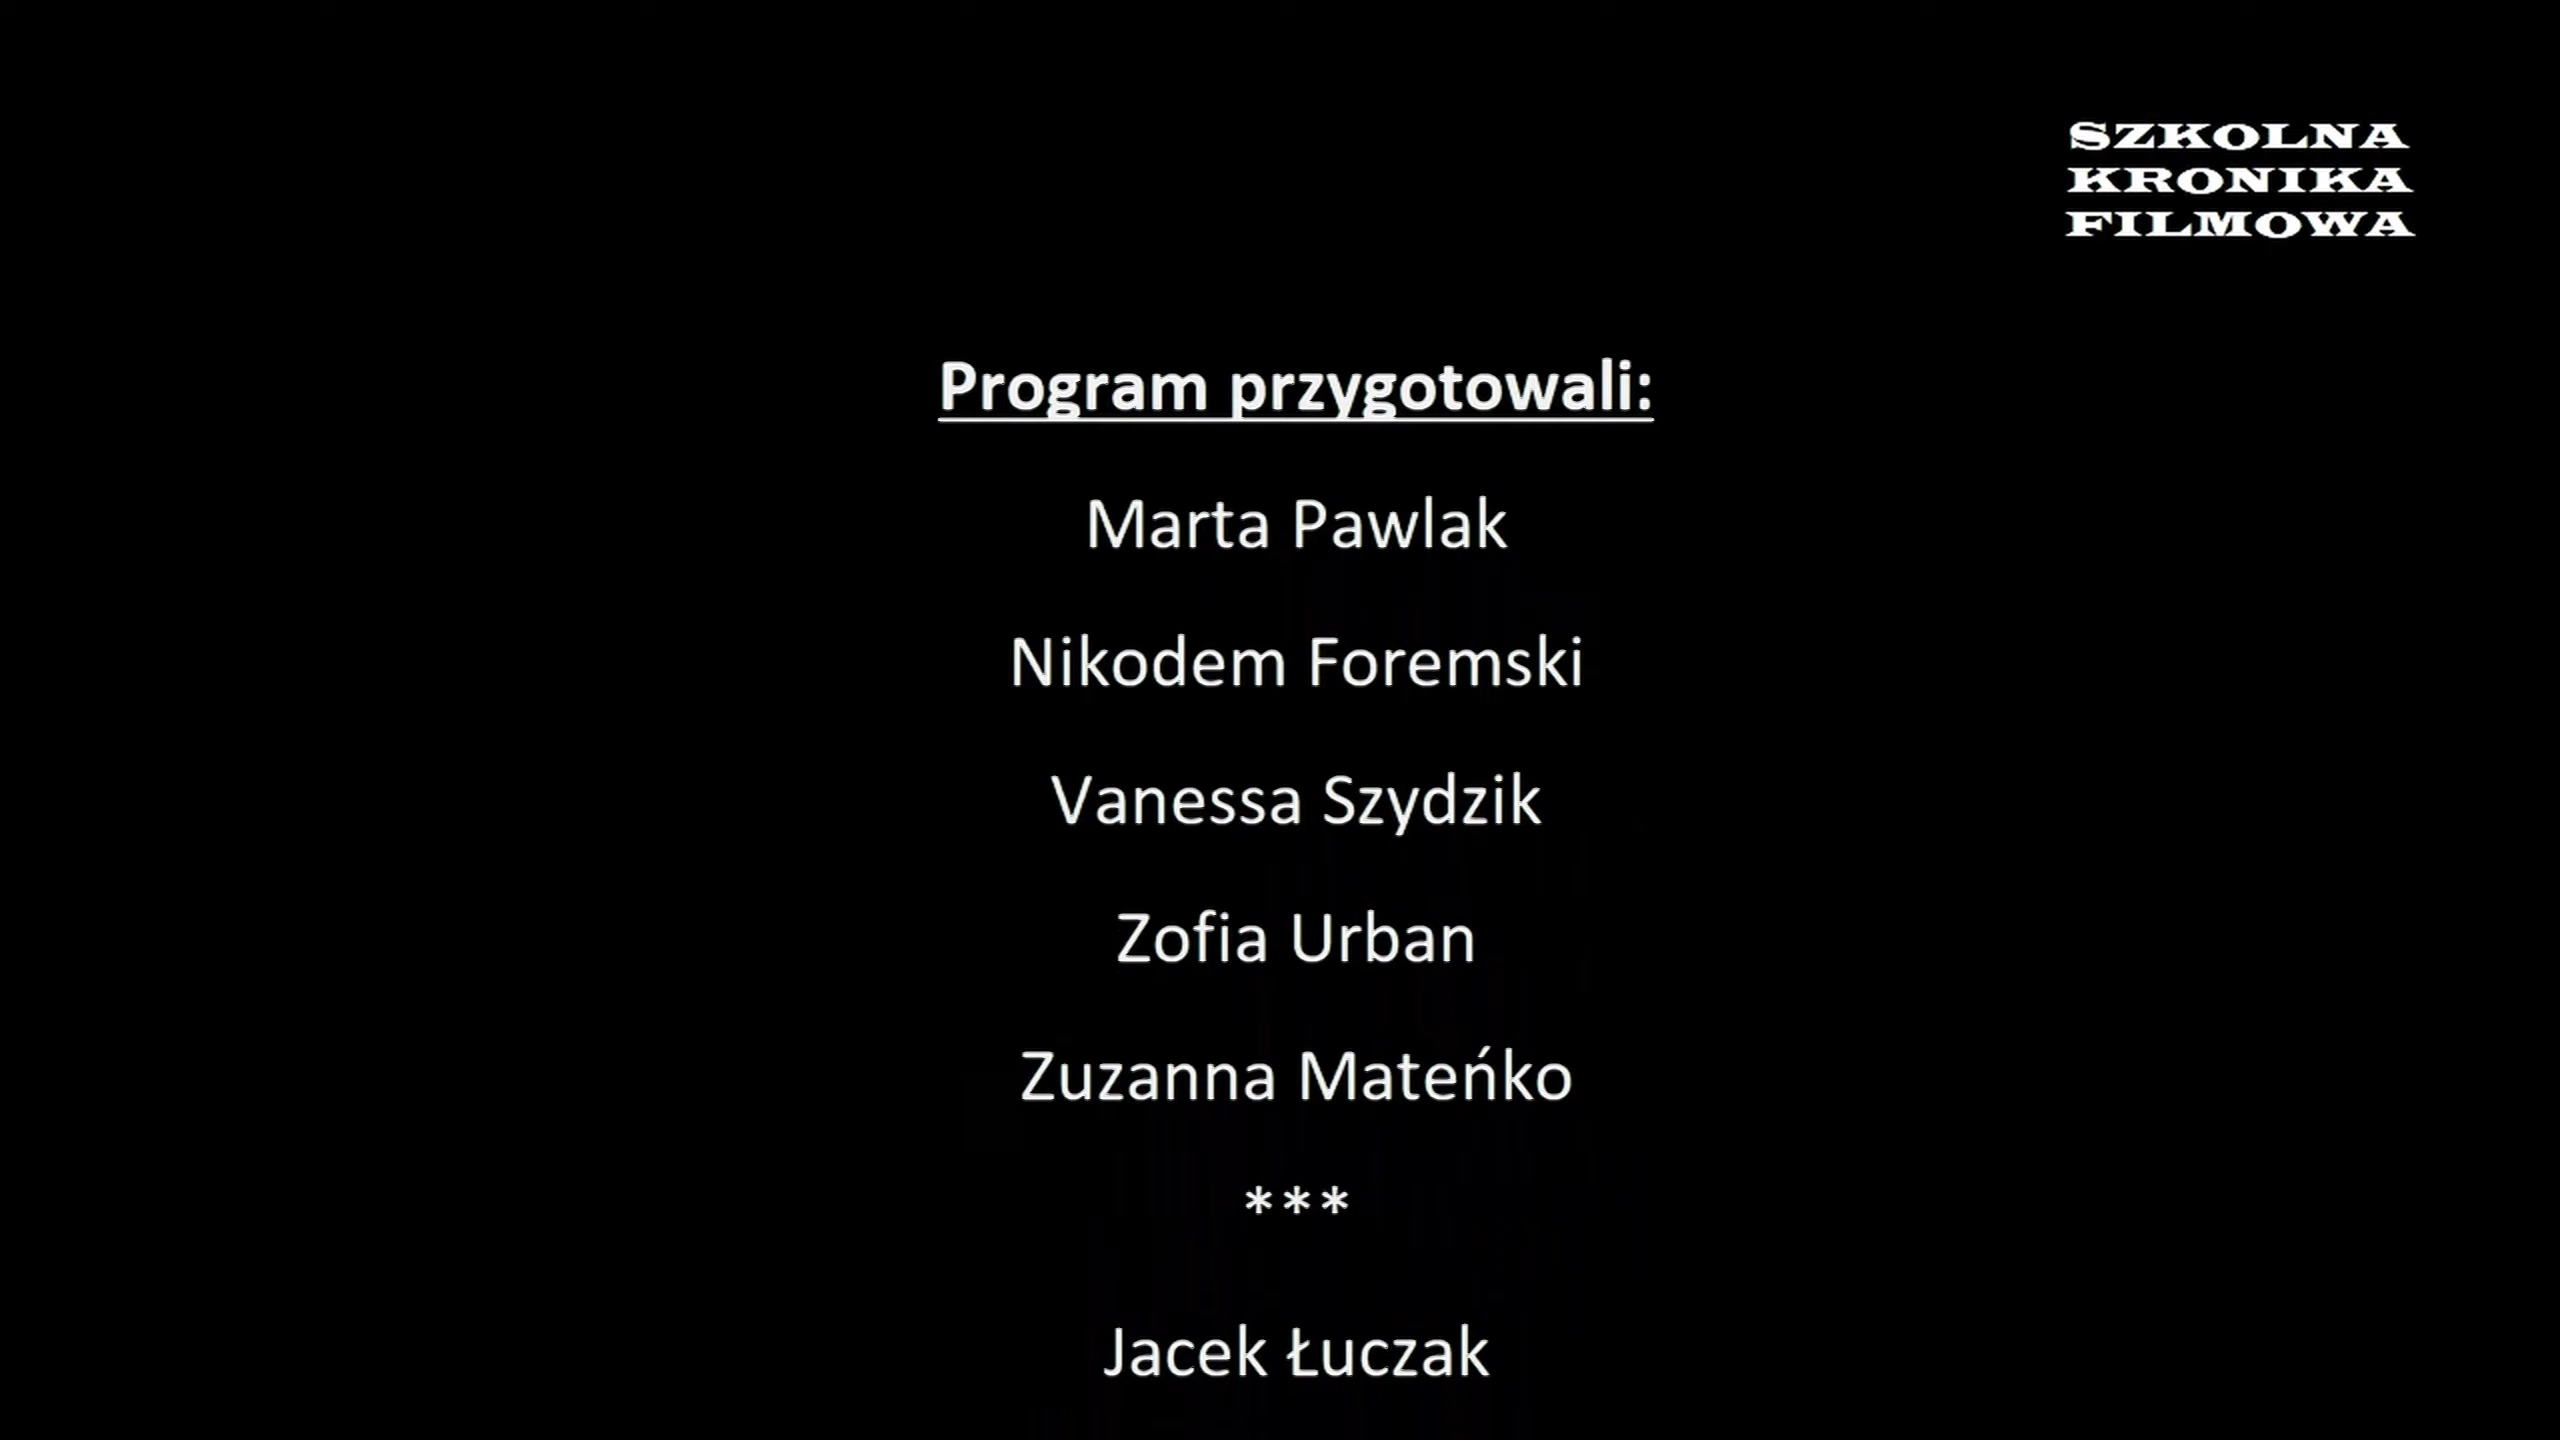 SZKOLNA
KRONIKA
FILMOWA
Program przygotowali:
Marta Pawlak
Nikodem Foremski
Vanessa Szydzik
Zofia Urban
Zuzanna Mateńko
***
Jacek Łuczak